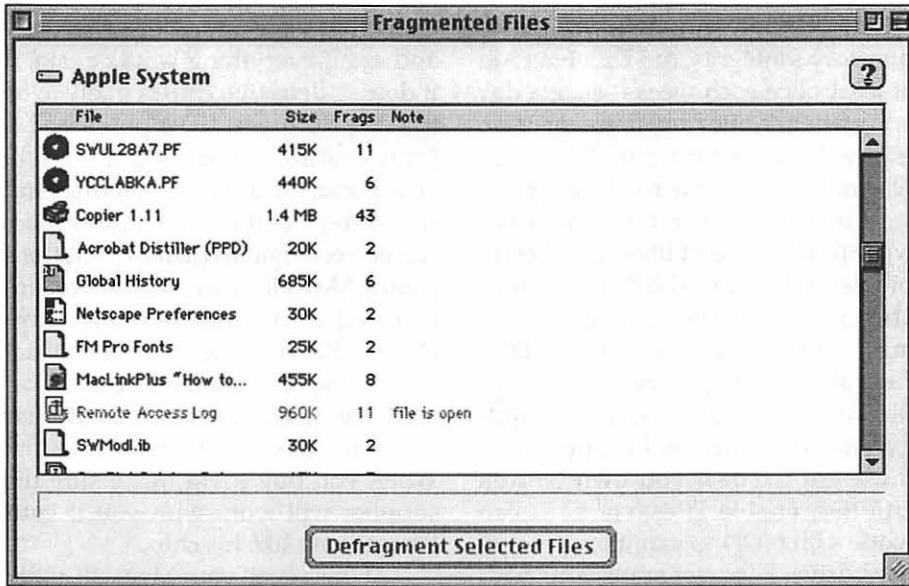 Fragmented Files
Apple System
?
File Size Frags Note
SWUL28A7.PF 415K 11
YCCLABKA.PF 440K 6
Copier 1.11 1.4 MB 43
Acrobat Distiller (PPD) 20K 2
Global History 685K 6
Netscape Preferences 30K 2
FM Pro Fonts 25K 2
MacLinkPlus "How to... 455K 8
Remote Access Log 960K 11 file is open
SWModl.ib 30K 2
Defragment Selected Files